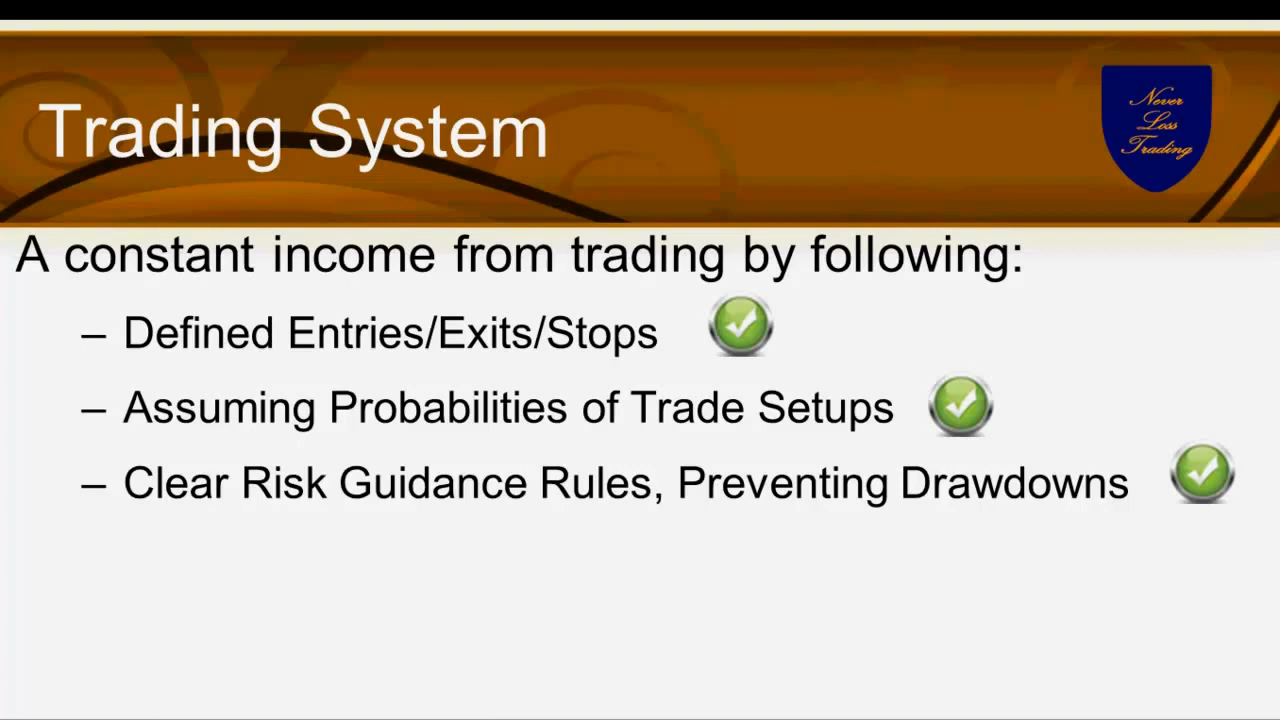 Trading System
Never
Loss
Trading
A constant income from trading by following:
– Defined Entries/Exits/Stops
– Assuming Probabilities of Trade Setups
– Clear Risk Guidance Rules, Preventing Drawdowns